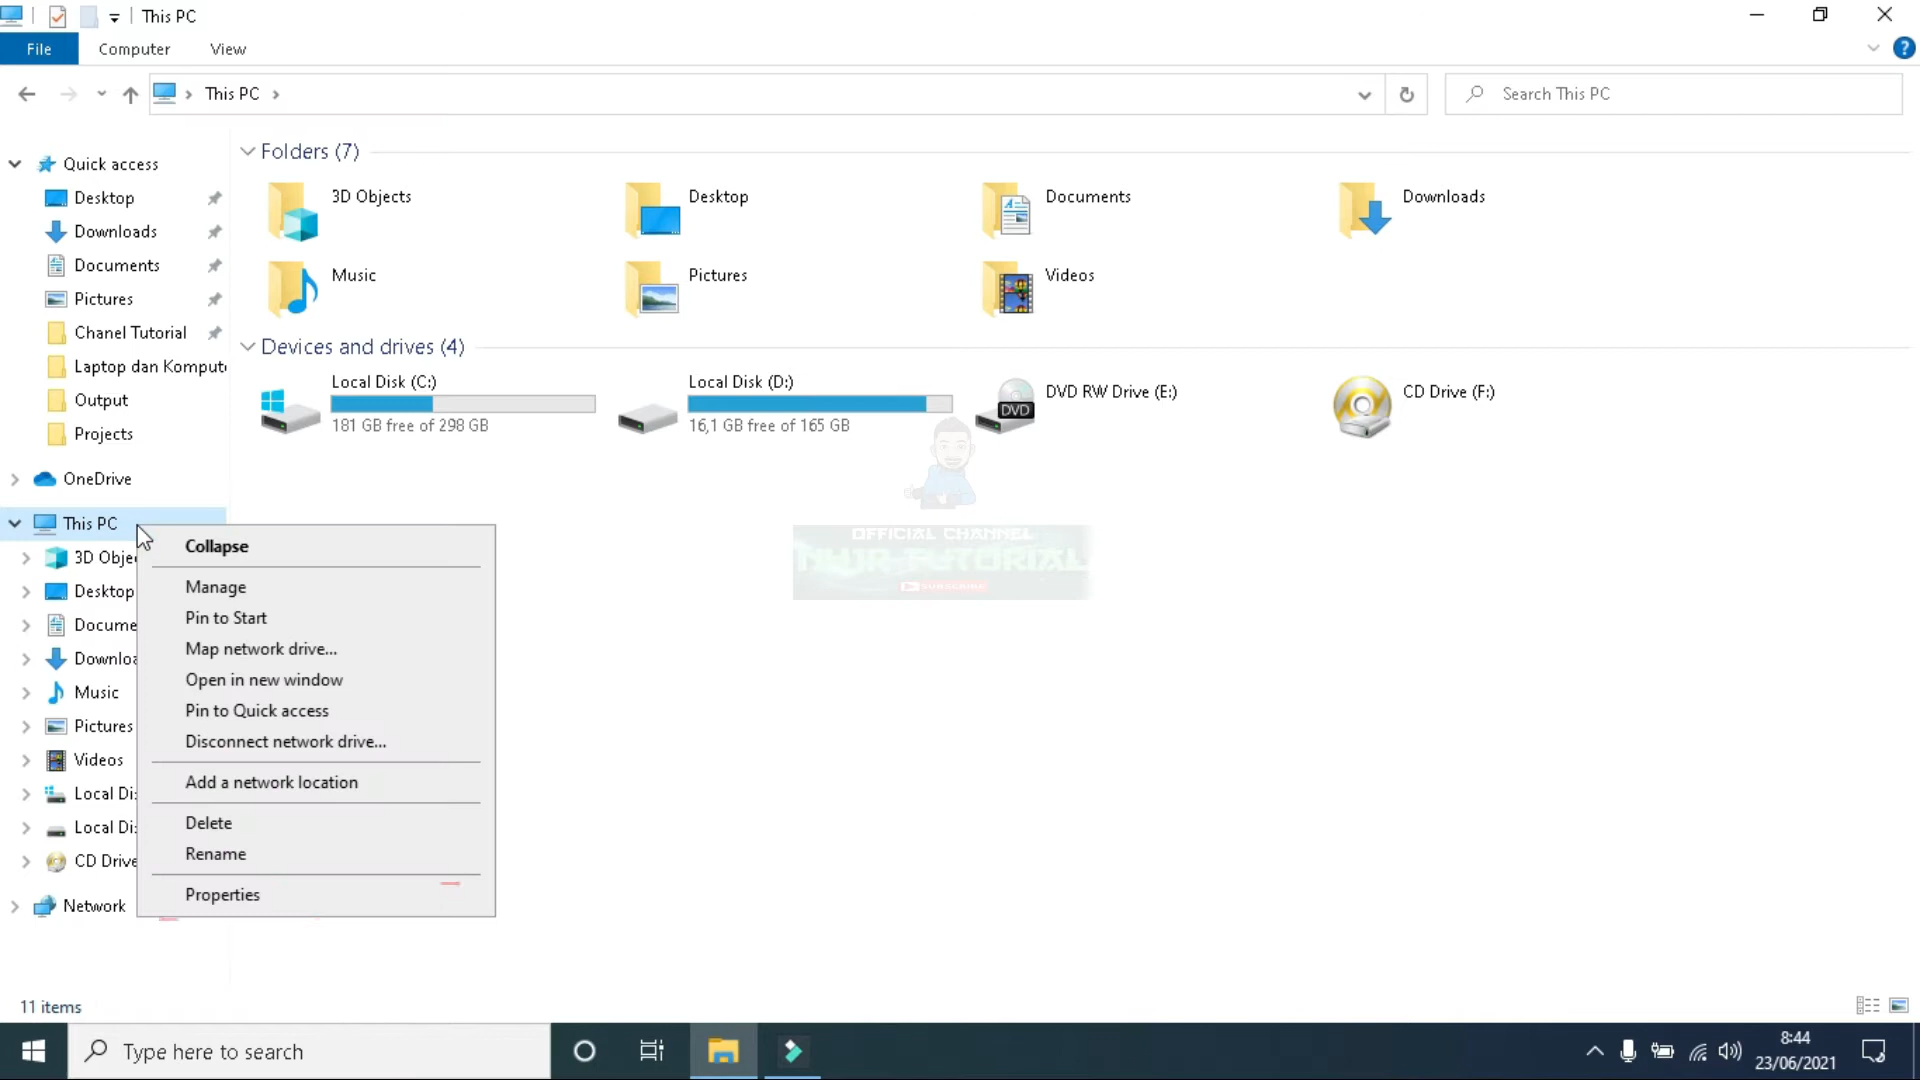 This PC
File
Computer
View
This PC
Search This PC
Quick access
Desktop
Downloads
Documents
Pictures
Chanel Tutorial
Laptop dan Komput
Output
Projects
OneDrive
This PC
3D Obje
Desktop
Docume
Downloa
Music
Pictures
Videos
Local Di
Local Di
CD Drive
Network
Folders (7)
3D Objects
Desktop
Documents
Downloads
Music
Pictures
Videos
Devices and drives (4)
Local Disk (C:)
181 GB free of 298 GB
Local Disk (D:)
16,1 GB free of 165 GB
DVD
DVD RW Drive (E:)
CD Drive (F:)
OFFICIAL CHANNEL
TUTORIAL
SUBSCRIBE
Collapse
Manage
Pin to Start
Map network drive...
Open in new window
Pin to Quick access
Disconnect network drive...
Add a network location
Delete
Rename
Properties
11 items
Type here to search
8:44
23/06/2021